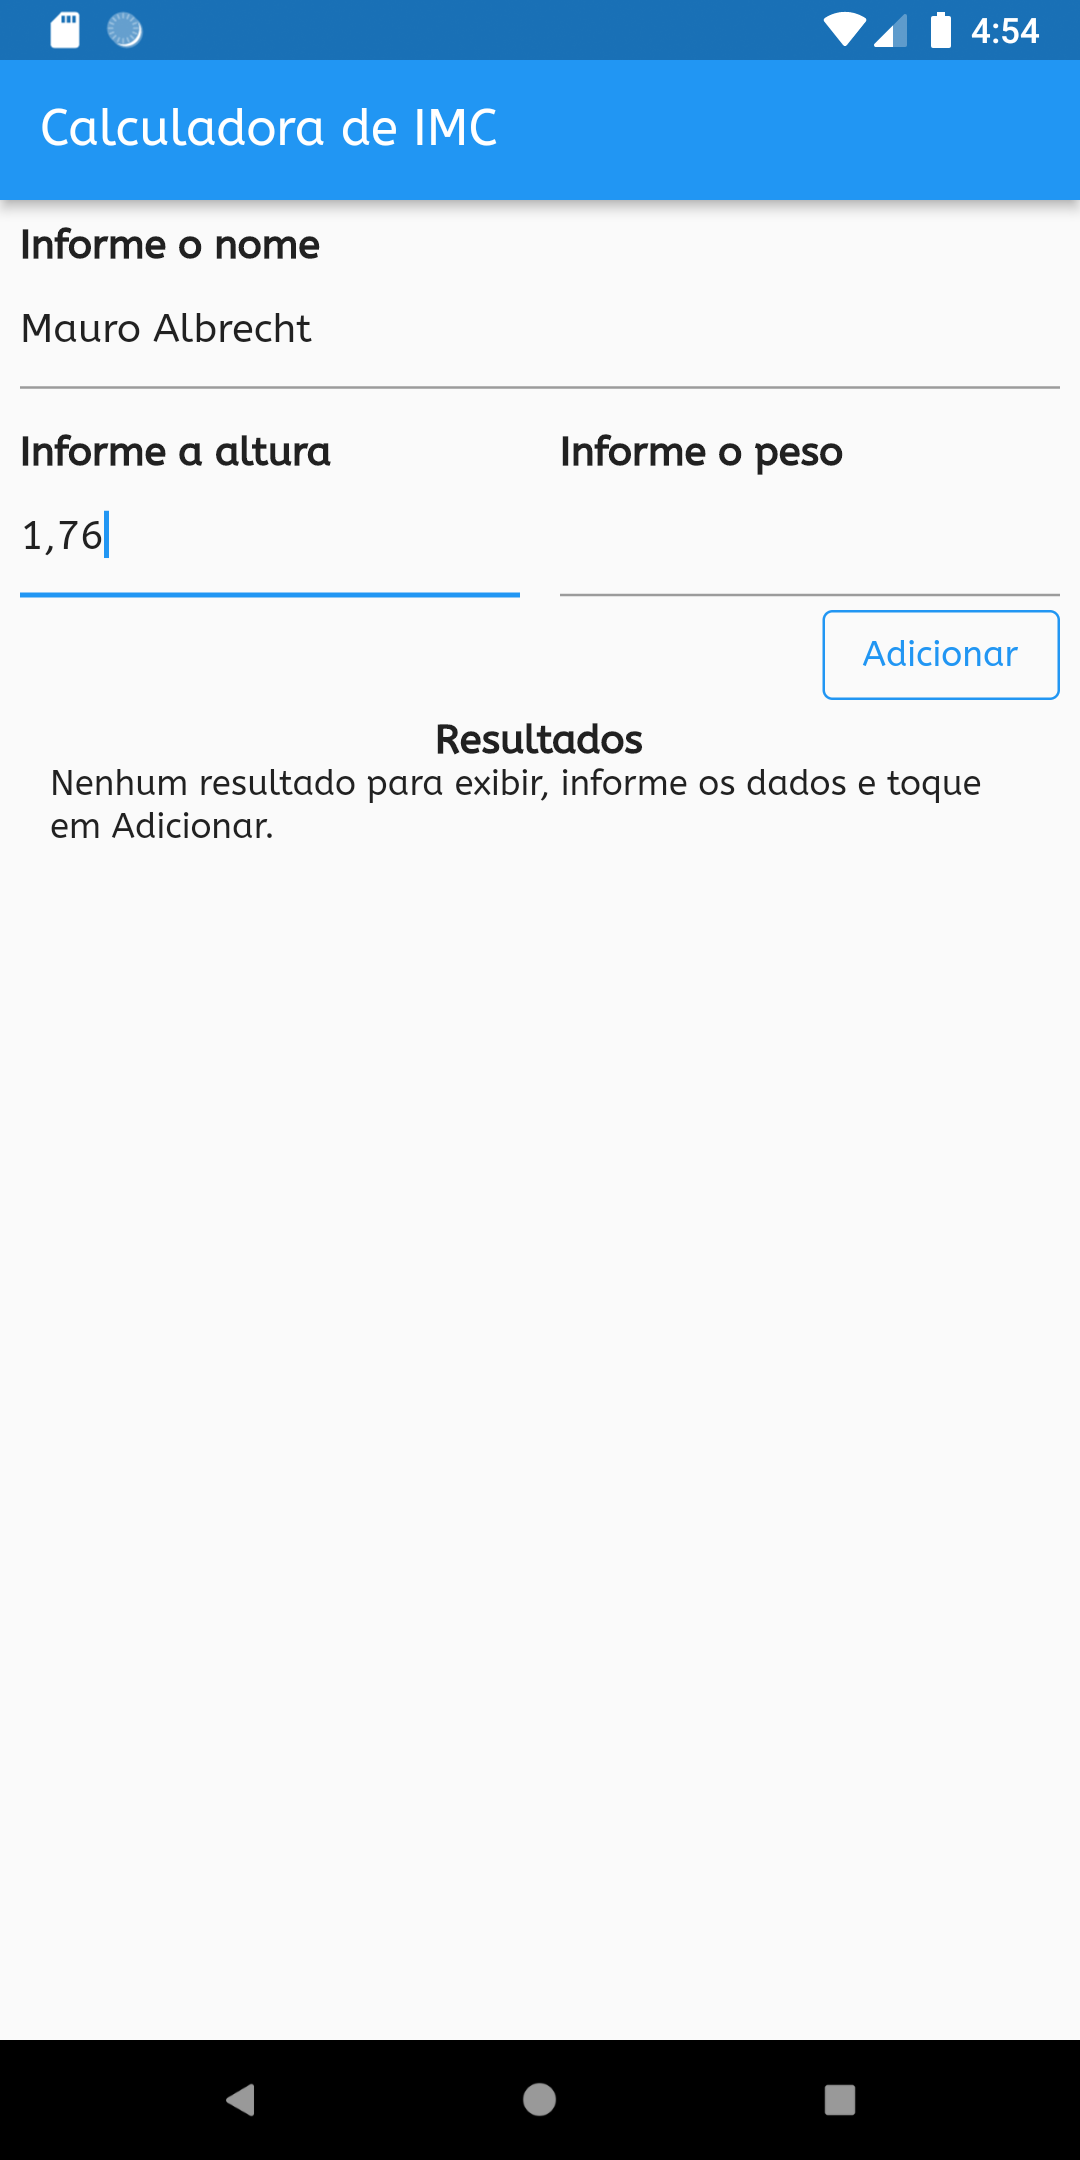 4:54
Calculadora de IMC
Informe o nome
Mauro Albrecht
Informe a altura
Informe o peso
1,76
Adicionar
Resultados
Nenhum resultado para exibir, informe os dados e toque
em Adicionar.